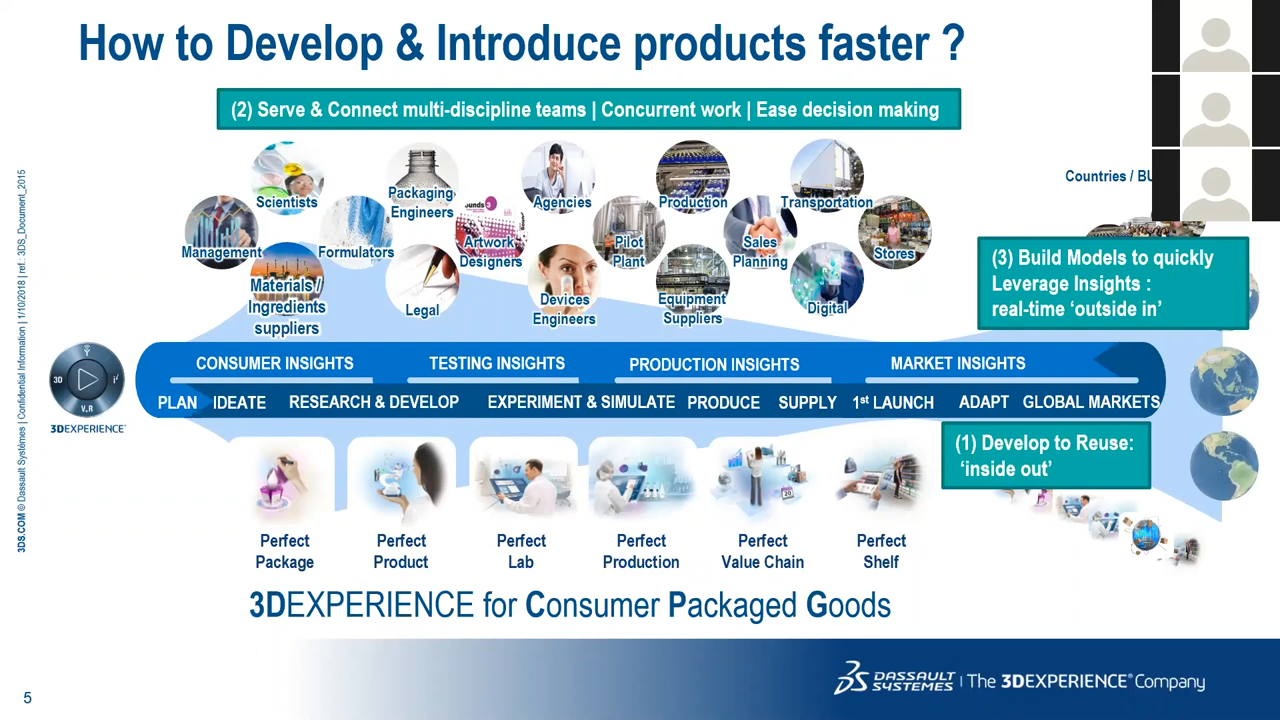 How to Develop & Introduce products faster ?
(2) Serve & Connect multi-discipline teams | Concurrent work | Ease decision making
Scientists
Packaging
Engineers
Agencies
Production
Transportation
Countries / BU
Management
Formulators
Artwork
Designers
Pilot
Plant
Sales
Planning
Stores
Materials /
Ingredients
suppliers
Legal
Devices
Engineers
Equipment
Suppliers
Digital
(3) Build Models to quickly
Leverage Insights :
real-time ‘outside in’
CONSUMER INSIGHTS
TESTING INSIGHTS
PRODUCTION INSIGHTS
MARKET INSIGHTS
PLAN
IDEATE
RESEARCH & DEVELOP
EXPERIMENT & SIMULATE
PRODUCE
SUPPLY
1st LAUNCH
ADAPT
GLOBAL MARKETS
3D
V.R
3DEXPERIENCE®
(1) Develop to Reuse:
‘inside out’
20
Perfect
Package
Perfect
Product
Perfect
Lab
Perfect
Production
Perfect
Value Chain
Perfect
Shelf
3DEXPERIENCE for Consumer Packaged Goods
3DS.COM © Dassault Systèmes | Confidential Information | 1/10/2018 | ref.: 3DS_Document_2015
5
DASSAULT
SYSTEMES | The 3DEXPERIENCE® Company